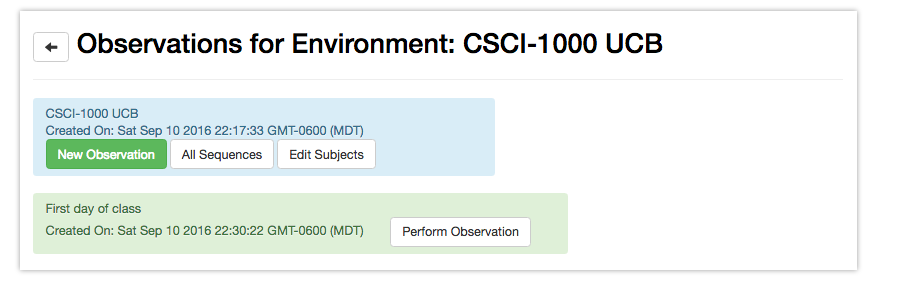 Observations for Environment: CSCI-1000 UCB
CSCI-1000 UCB
Created On: Sat Sep 10 2016 22:17:33 GMT-0600 (MDT)
New Observation All Sequences Edit Subjects
First day of class
Created On: Sat Sep 10 2016 22:30:22 GMT-0600 (MDT) Perform Observation